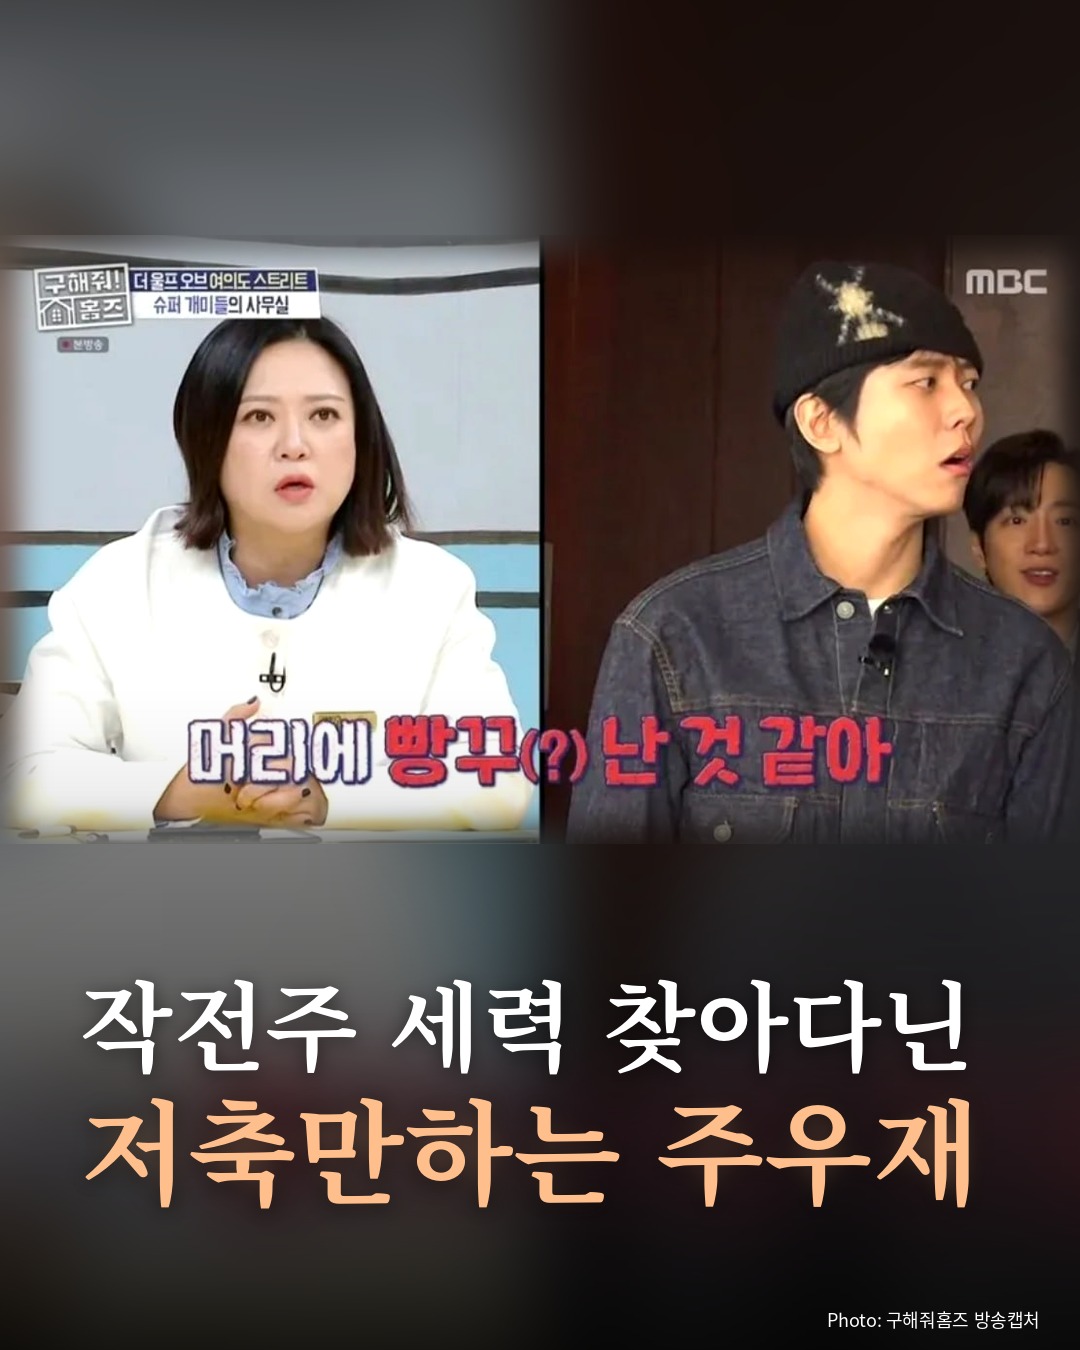 구해줘! 홈즈
더 울프 오브 여의도 스트리트
슈퍼 개미들의 사무실
본방송
MBC
머리에 빵꾸(?) 난 것 같아
작전주 세력 찾아다닌
저축만하는 주우재
Photo: 구해줘홈즈 방송캡처